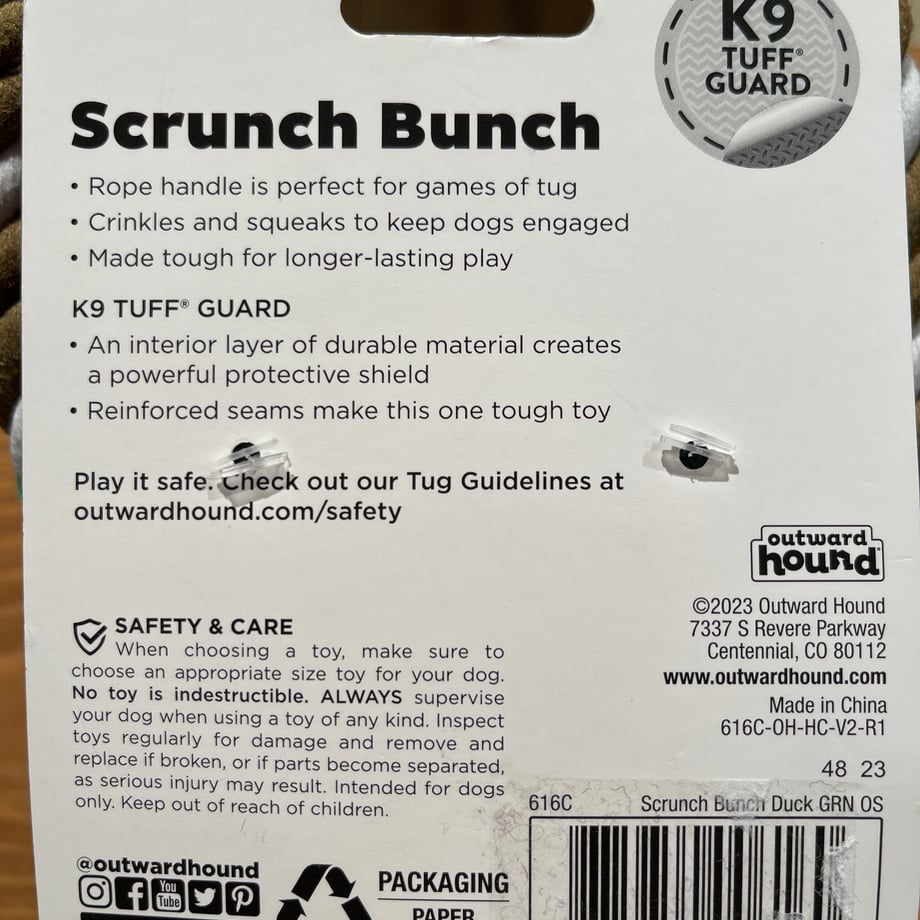 K9
TUFF®
GUARD
Scrunch Bunch
• Rope handle is perfect for games of tug
• Crinkles and squeaks to keep dogs engaged
• Made tough for longer-lasting play
K9 TUFF® GUARD
• An interior layer of durable material creates
a powerful protective shield
• Reinforced seams make this one tough toy
Play it safe. Check out our Tug Guidelines at
outwardhound.com/safety
outward
hound®
©2023 Outward Hound
7337 S Revere Parkway
Centennial, CO 80112
www.outwardhound.com
Made in China
616C-OH-HC-V2-R1
48 23
SAFETY & CARE
When choosing a toy, make sure to
choose an appropriate size toy for your dog.
No toy is indestructible. ALWAYS supervise
your dog when using a toy of any kind. Inspect
toys regularly for damage and remove and
replace if broken, or if parts become separated,
as serious injury may result. Intended for dogs
only. Keep out of reach of children.
616C Scrunch Bunch Duck GRN OS
@outwardhound
You
Tube
PACKAGING
PAPER